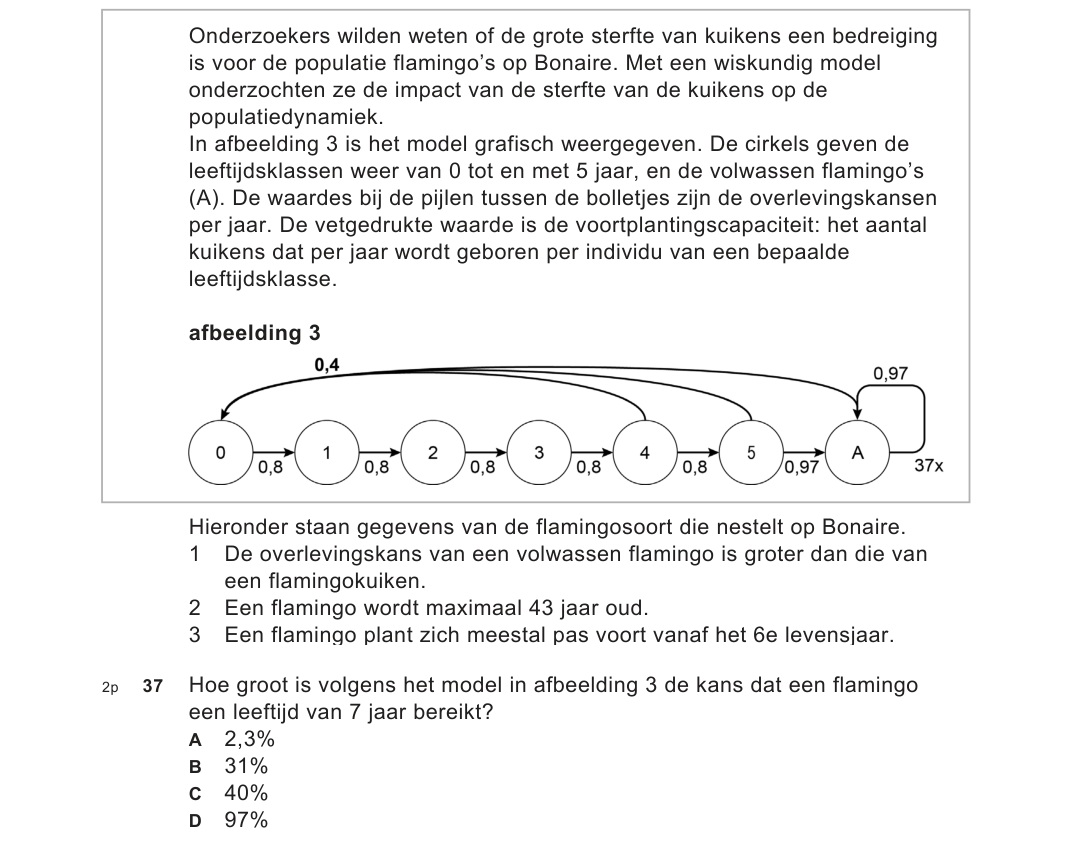 Onderzoekers wilden weten of de grote sterfte van kuikens een bedreiging
is voor de populatie flamingo's op Bonaire. Met een wiskundig model
onderzochten ze de impact van de sterfte van de kuikens op de
populatiedynamiek.
In afbeelding 3 is het model grafisch weergegeven. De cirkels geven de
leeftijdsklassen weer van 0 tot en met 5 jaar, en de volwassen flamingo's
(A). De waardes bij de pijlen tussen de bolletjes zijn de overlevingskansen
per jaar. De vetgedrukte waarde is de voortplantingscapaciteit: het aantal
kuikens dat per jaar wordt geboren per individu van een bepaalde
leeftijdsklasse.
afbeelding 3
0,4
0,97
0 1 2 3 4 5 A
0,8 0,8 0,8 0,8 0,8 0,97 37x
Hieronder staan gegevens van de flamingosoort die nestelt op Bonaire.
1 De overlevingskans van een volwassen flamingo is groter dan die van
een flamingokuiken.
2 Een flamingo wordt maximaal 43 jaar oud.
3 Een flamingo plant zich meestal pas voort vanaf het 6e levensjaar.
2p 37 Hoe groot is volgens het model in afbeelding 3 de kans dat een flamingo
een leeftijd van 7 jaar bereikt?
A 2,3%
B 31%
C 40%
D 97%